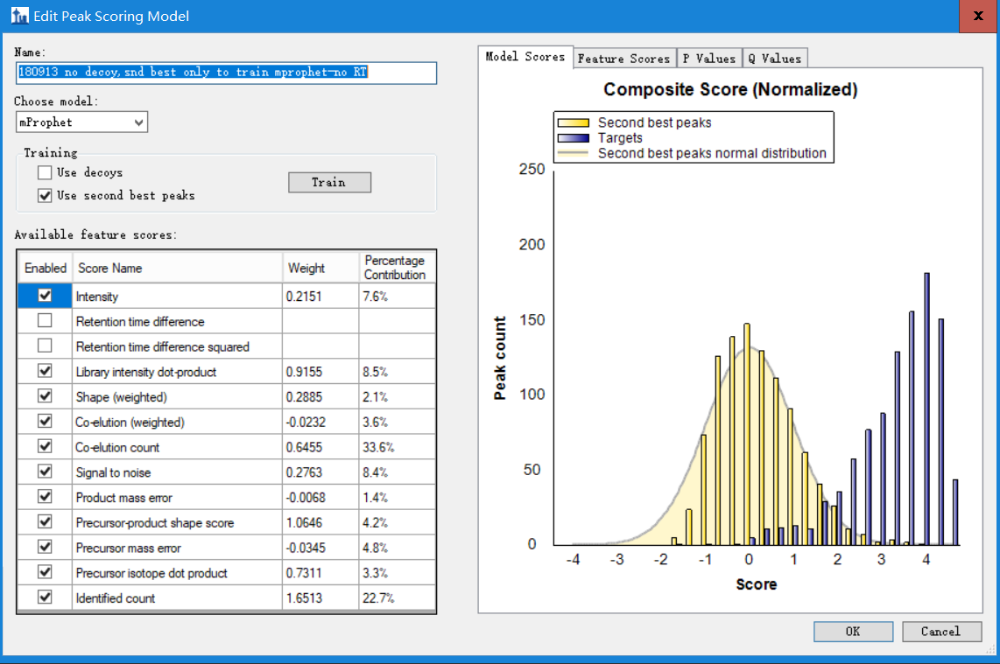 Edit Peak Scoring Model
x
Name:
180913 no decoy,snd best only to train mprophet-no RT
Choose model:
mProphet
Training
Use decoys
Use second best peaks
Train
Available feature scores:
Enabled Score Name Weight Percentage Contribution
Intensity 0.2151 7.6%
Retention time difference
Retention time difference squared
Library intensity dot-product 0.9155 8.5%
Shape (weighted) 0.2885 2.1%
Co-elution (weighted) -0.0232 3.6%
Co-elution count 0.6455 33.6%
Signal to noise 0.2763 8.4%
Product mass error -0.0068 1.4%
Precursor-product shape score 1.0646 4.2%
Precursor mass error -0.0345 4.8%
Precursor isotope dot product 0.7311 3.3%
Identified count 1.6513 22.7%
Model Scores Feature Scores P Values Q Values
Composite Score (Normalized)
Second best peaks
Targets
Second best peaks normal distribution
250
200
150
100
50
0
Peak count
-4 -3 -2 -1 0 1 2 3 4
Score
OK Cancel